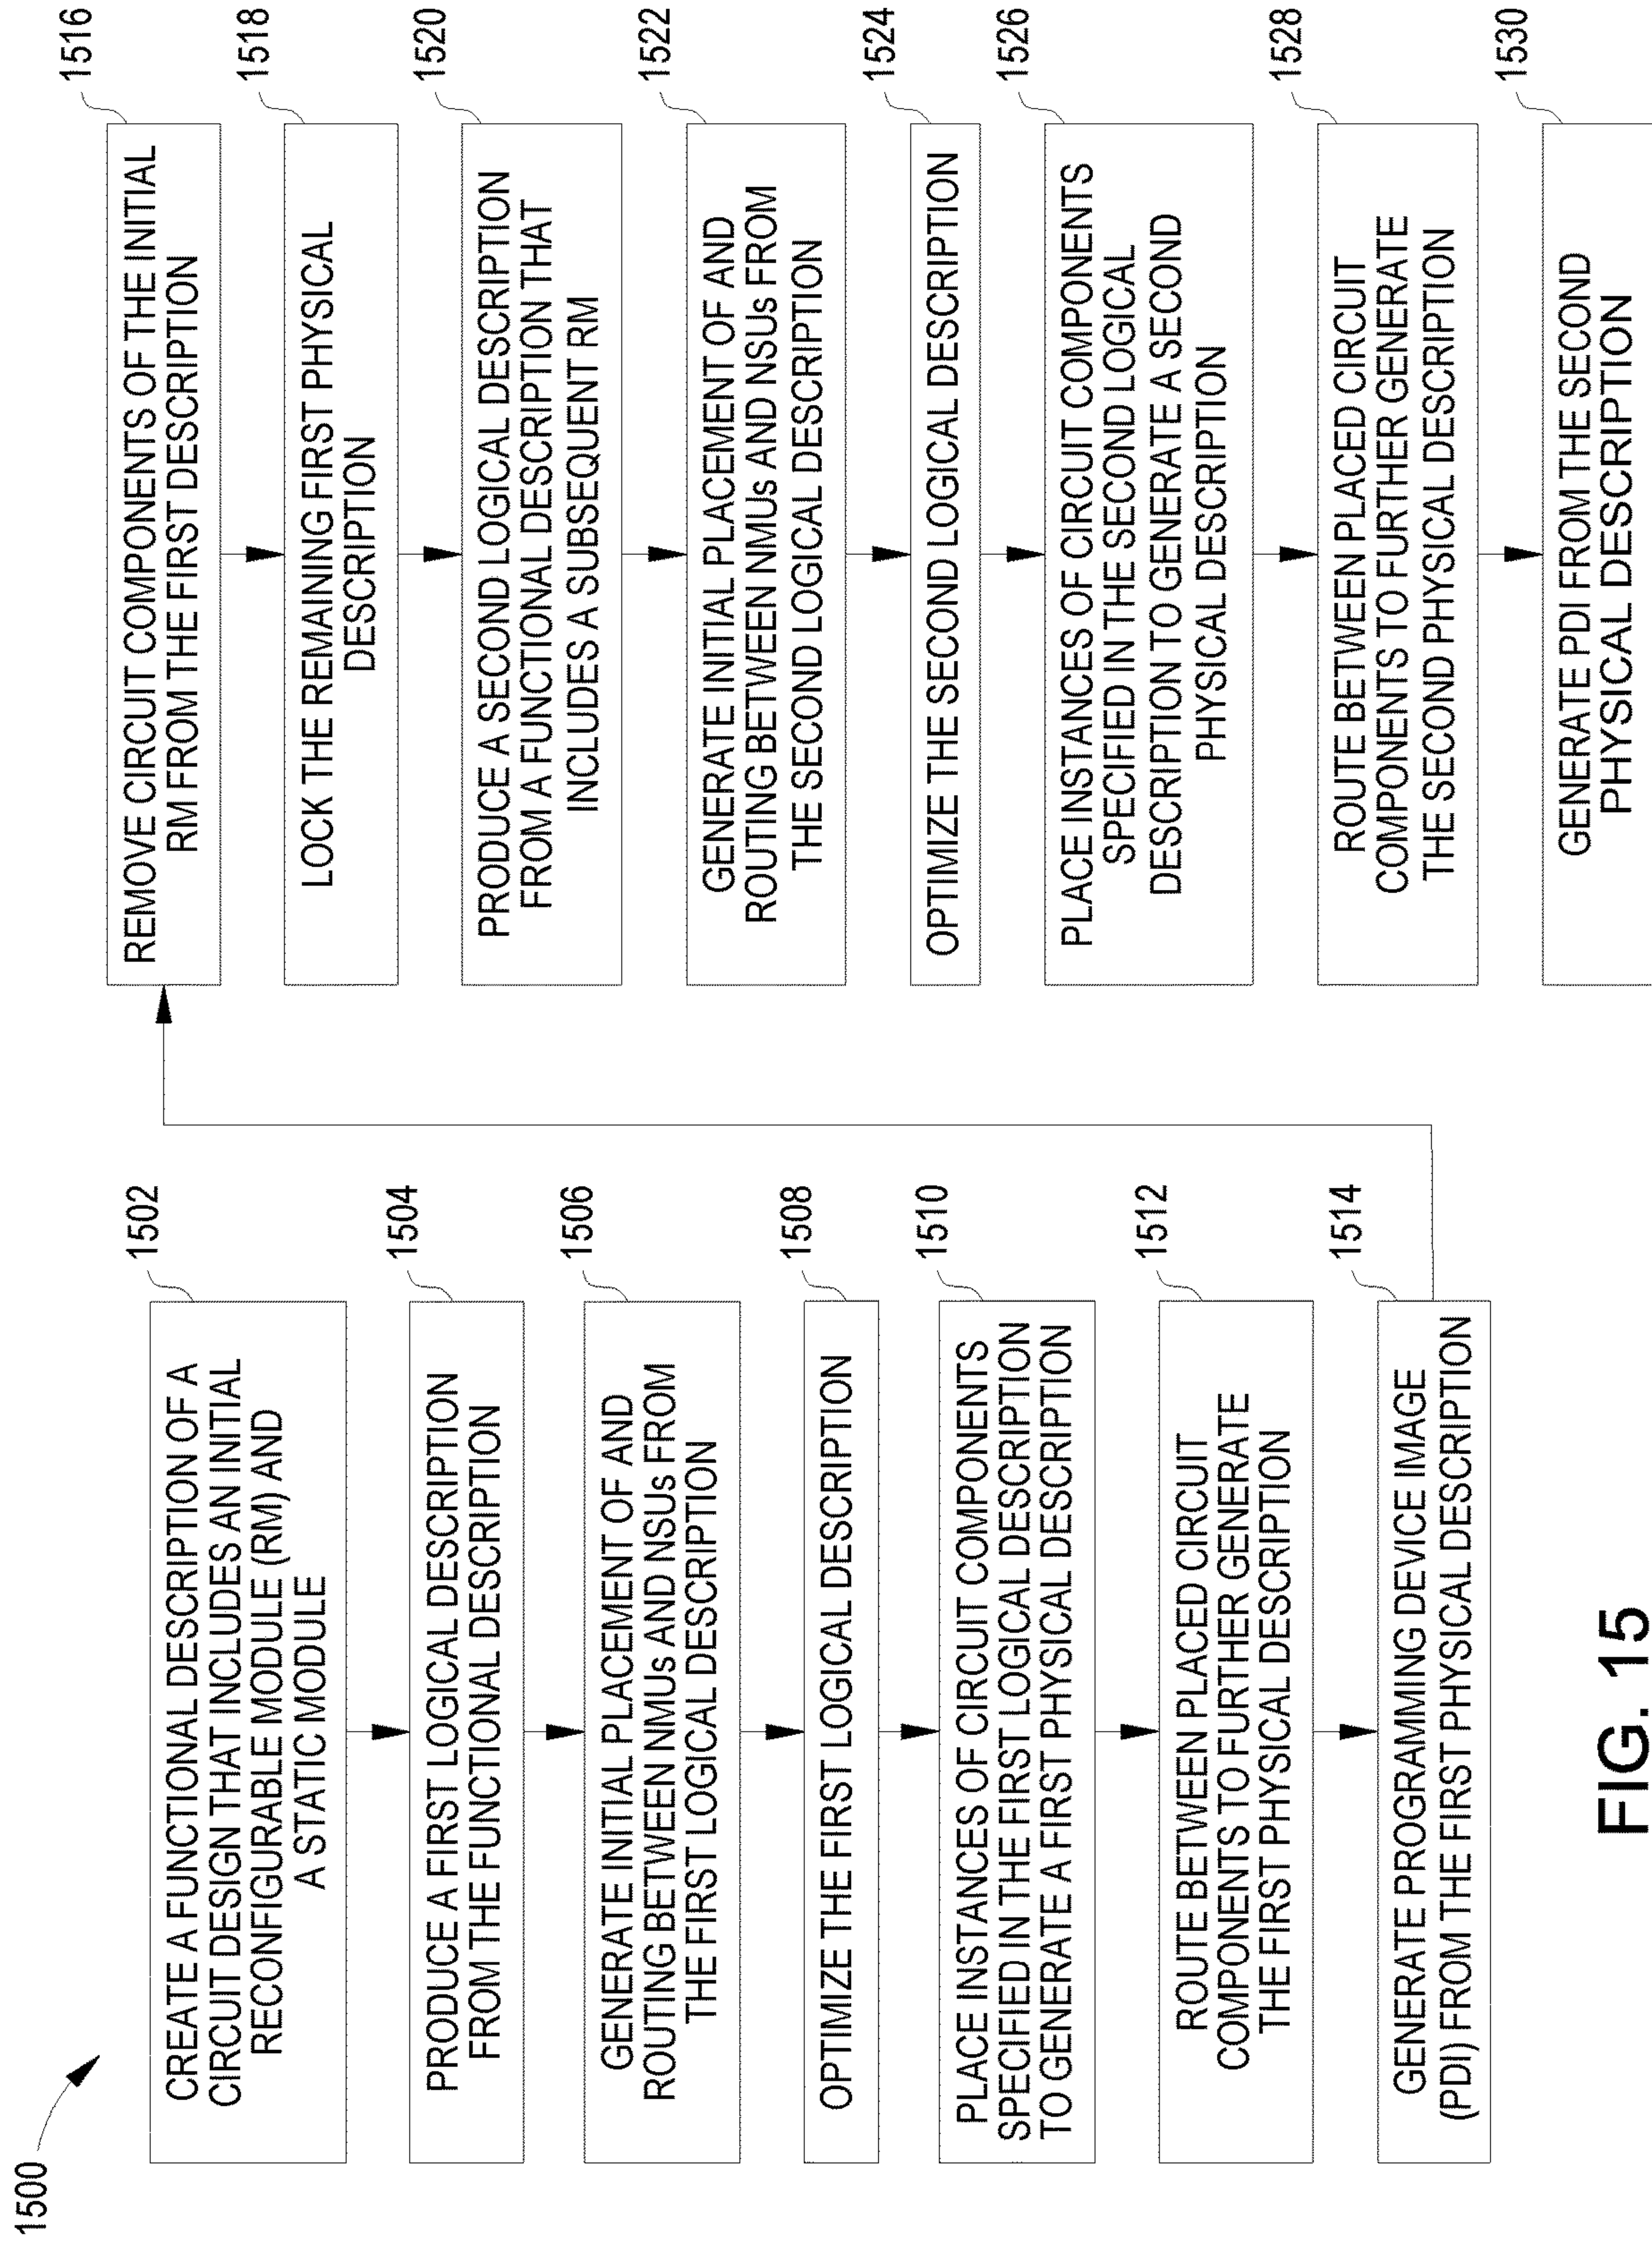 1500
1502
CREATE A FUNCTIONAL DESCRIPTION OF A
CIRCUIT DESIGN THAT INCLUDES AN INITIAL
RECONFIGURABLE MODULE (RM) AND
A STATIC MODULE
1504
PRODUCE A FIRST LOGICAL DESCRIPTION
FROM THE FUNCTIONAL DESCRIPTION
1506
GENERATE INITIAL PLACEMENT OF AND
ROUTING BETWEEN NMUs AND NSUs FROM
THE FIRST LOGICAL DESCRIPTION
1508
OPTIMIZE THE FIRST LOGICAL DESCRIPTION
1510
PLACE INSTANCES OF CIRCUIT COMPONENTS
SPECIFIED IN THE FIRST LOGICAL DESCRIPTION
TO GENERATE A FIRST PHYSICAL DESCRIPTION
1512
ROUTE BETWEEN PLACED CIRCUIT
COMPONENTS TO FURTHER GENERATE
THE FIRST PHYSICAL DESCRIPTION
1514
GENERATE PROGRAMMING DEVICE IMAGE
(PDI) FROM THE FIRST PHYSICAL DESCRIPTION
1516
REMOVE CIRCUIT COMPONENTS OF THE INITIAL
RM FROM THE FIRST DESCRIPTION
1518
LOCK THE REMAINING FIRST PHYSICAL
DESCRIPTION
1520
PRODUCE A SECOND LOGICAL DESCRIPTION
FROM A FUNCTIONAL DESCRIPTION THAT
INCLUDES A SUBSEQUENT RM
1522
GENERATE INITIAL PLACEMENT OF AND
ROUTING BETWEEN NMUs AND NSUs FROM
THE SECOND LOGICAL DESCRIPTION
1524
OPTIMIZE THE SECOND LOGICAL DESCRIPTION
1526
PLACE INSTANCES OF CIRCUIT COMPONENTS
SPECIFIED IN THE SECOND LOGICAL
DESCRIPTION TO GENERATE A SECOND
PHYSICAL DESCRIPTION
1528
ROUTE BETWEEN PLACED CIRCUIT
COMPONENTS TO FURTHER GENERATE
THE SECOND PHYSICAL DESCRIPTION
1530
GENERATE PDI FROM THE SECOND
PHYSICAL DESCRIPTION
FIG. 15